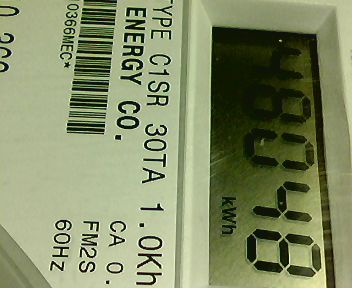 48048
kWh
TYPE C1SR 30TA 1.0Kh
ENERGY CO.
CA 0.
FM2S
60Hz
0366MEC*